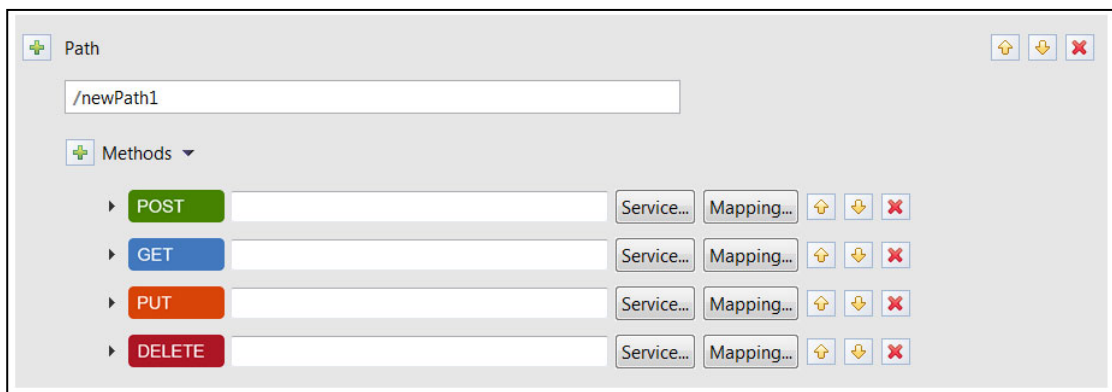 Path
/newPath1
Methods
POST Service... Mapping...
GET Service... Mapping...
PUT Service... Mapping...
DELETE Service... Mapping...